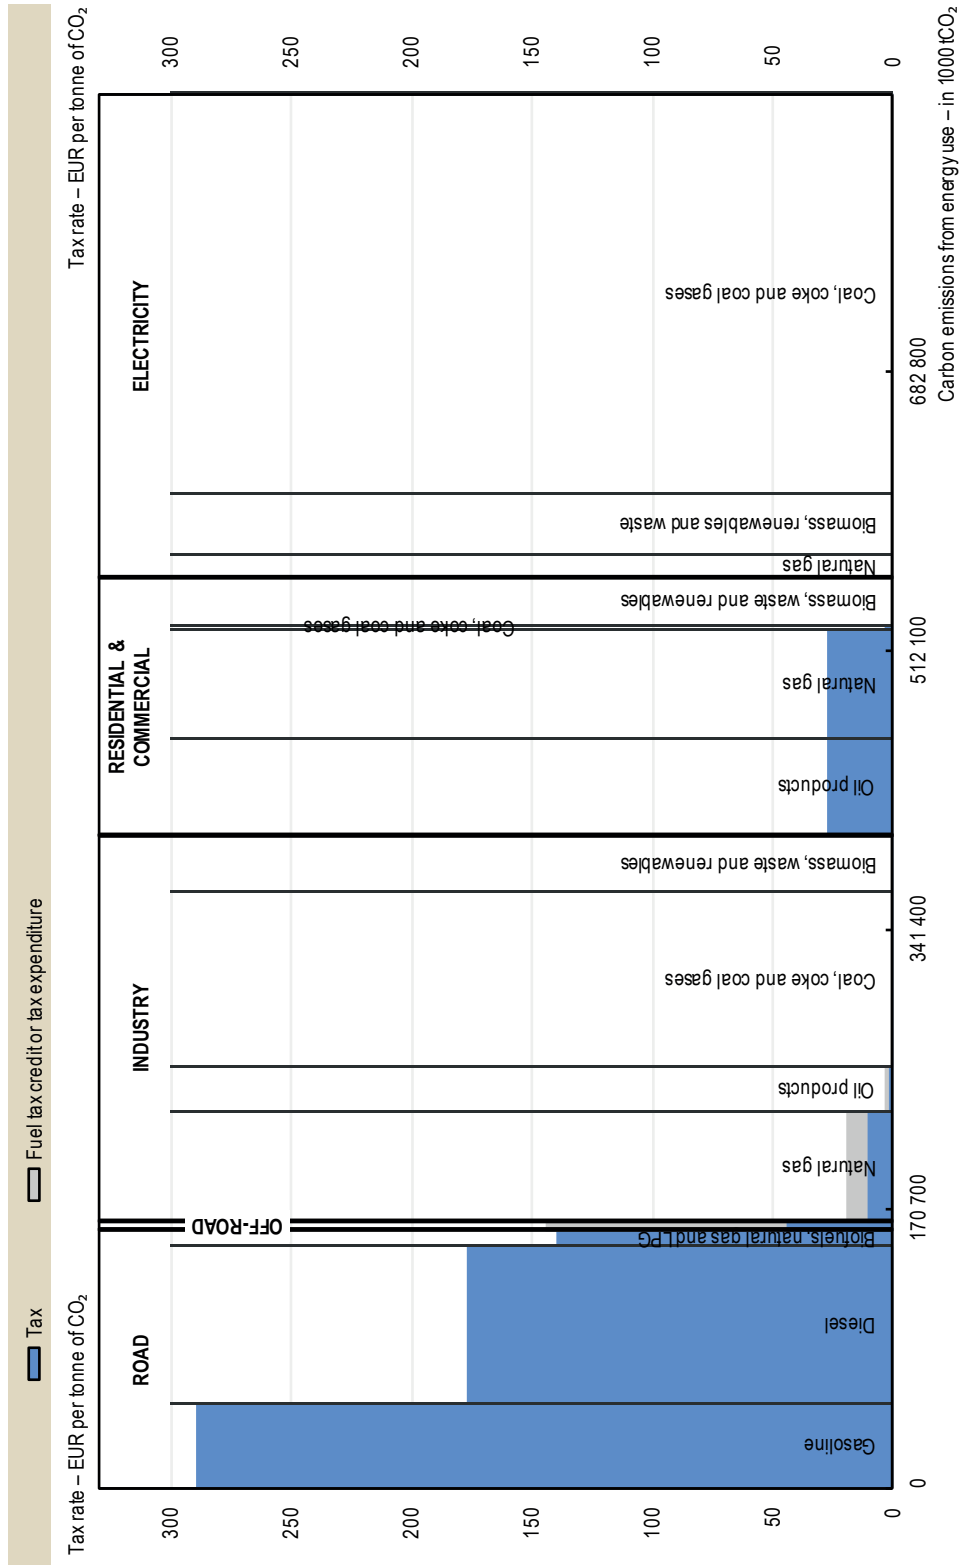 Tax
Fuel tax credit or tax expenditure
Tax rate – EUR per tonne of CO₂
Tax rate – EUR per tonne of CO₂
ROAD
OFF-ROAD
INDUSTRY
RESIDENTIAL &
COMMERCIAL
ELECTRICITY
300
250
200
150
100
50
0
300
250
200
150
100
50
0
Gasoline
Diesel
Biofuels, natural gas and LPG
Natural gas
Oil products
Coal, coke and coal gases
Biomass, waste and renewables
Oil products
Natural gas
Coal, coke and coal gases
Biomass, waste and renewables
Natural gas
Biomass, renewables and waste
Coal, coke and coal gases
0
170 700
341 400
512 100
682 800
Carbon emissions from energy use – in 1000 tCO₂